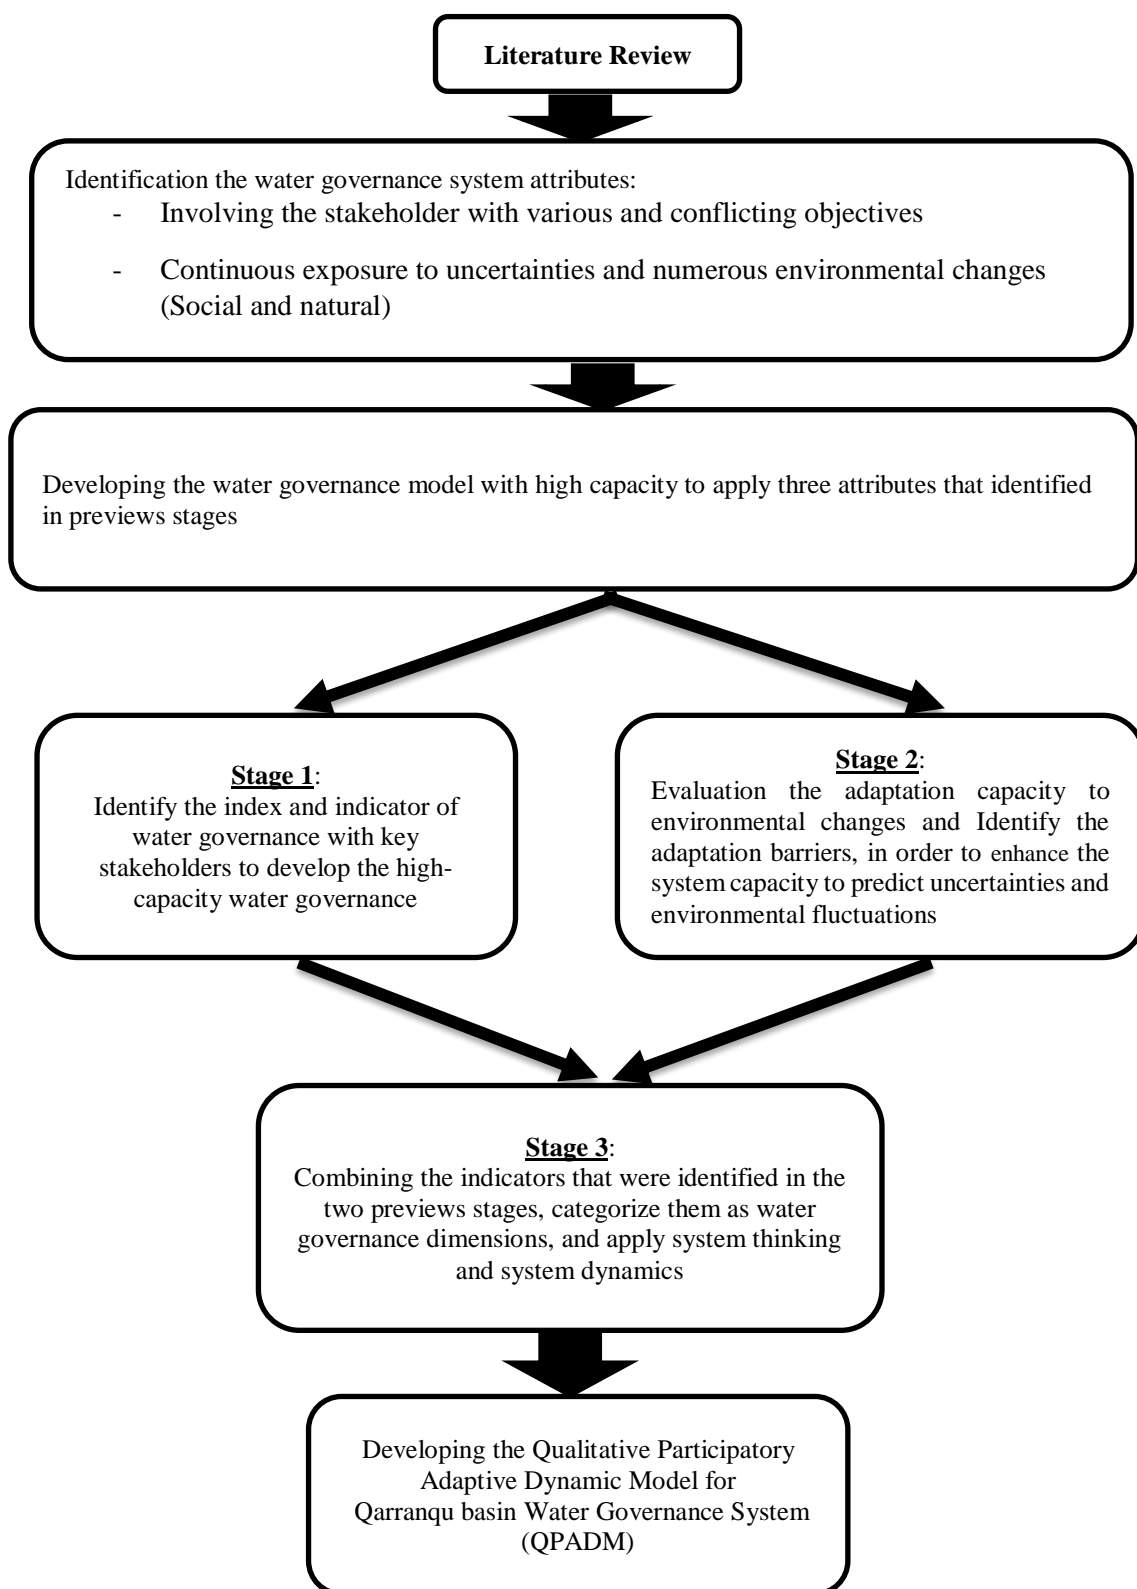 Literature Review
Identification the water governance system attributes:
- Involving the stakeholder with various and conflicting objectives
- Continuous exposure to uncertainties and numerous environmental changes
(Social and natural)
Developing the water governance model with high capacity to apply three attributes that identified
in previews stages
Stage 1:
Identify the index and indicator of
water governance with key
stakeholders to develop the high-
capacity water governance
Stage 2:
Evaluation the adaptation capacity to
environmental changes and Identify the
adaptation barriers, in order to enhance the
system capacity to predict uncertainties and
environmental fluctuations
Stage 3:
Combining the indicators that were identified in the
two previews stages, categorize them as water
governance dimensions, and apply system thinking
and system dynamics
Developing the Qualitative Participatory
Adaptive Dynamic Model for
Qarranqu basin Water Governance System
(QPADM)